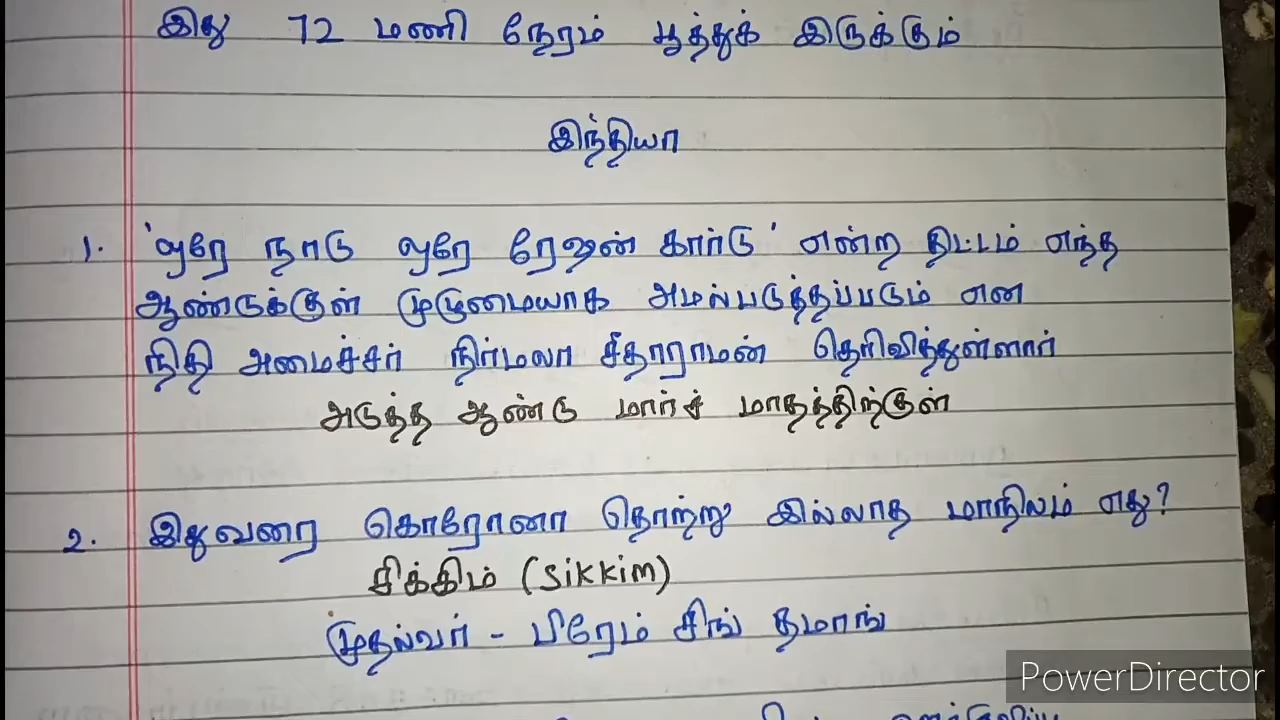 இது 72 மணி நேரம் பூத்துக் இருக்கும்
இந்தியா
1. 'ஒரே நாடு ஒரே ரேஷன் கார்டு' என்ற திட்டம் எந்த
ஆண்டுக்குள் முழுமையாக அமல்படுத்தப்படும் என
நிதி அமைச்சர் நிர்மலா சீதாராமன் தெரிவித்துள்ளார்
அடுத்த ஆண்டு மார்ச் மாதத்திற்குள்
2. இதுவரை கொரோனா தொற்று இல்லாத மாநிலம் எது?
சிக்கிம் (Sikkim)
முதல்வர் - பிரேம் சிங் தமாங்
PowerDirector